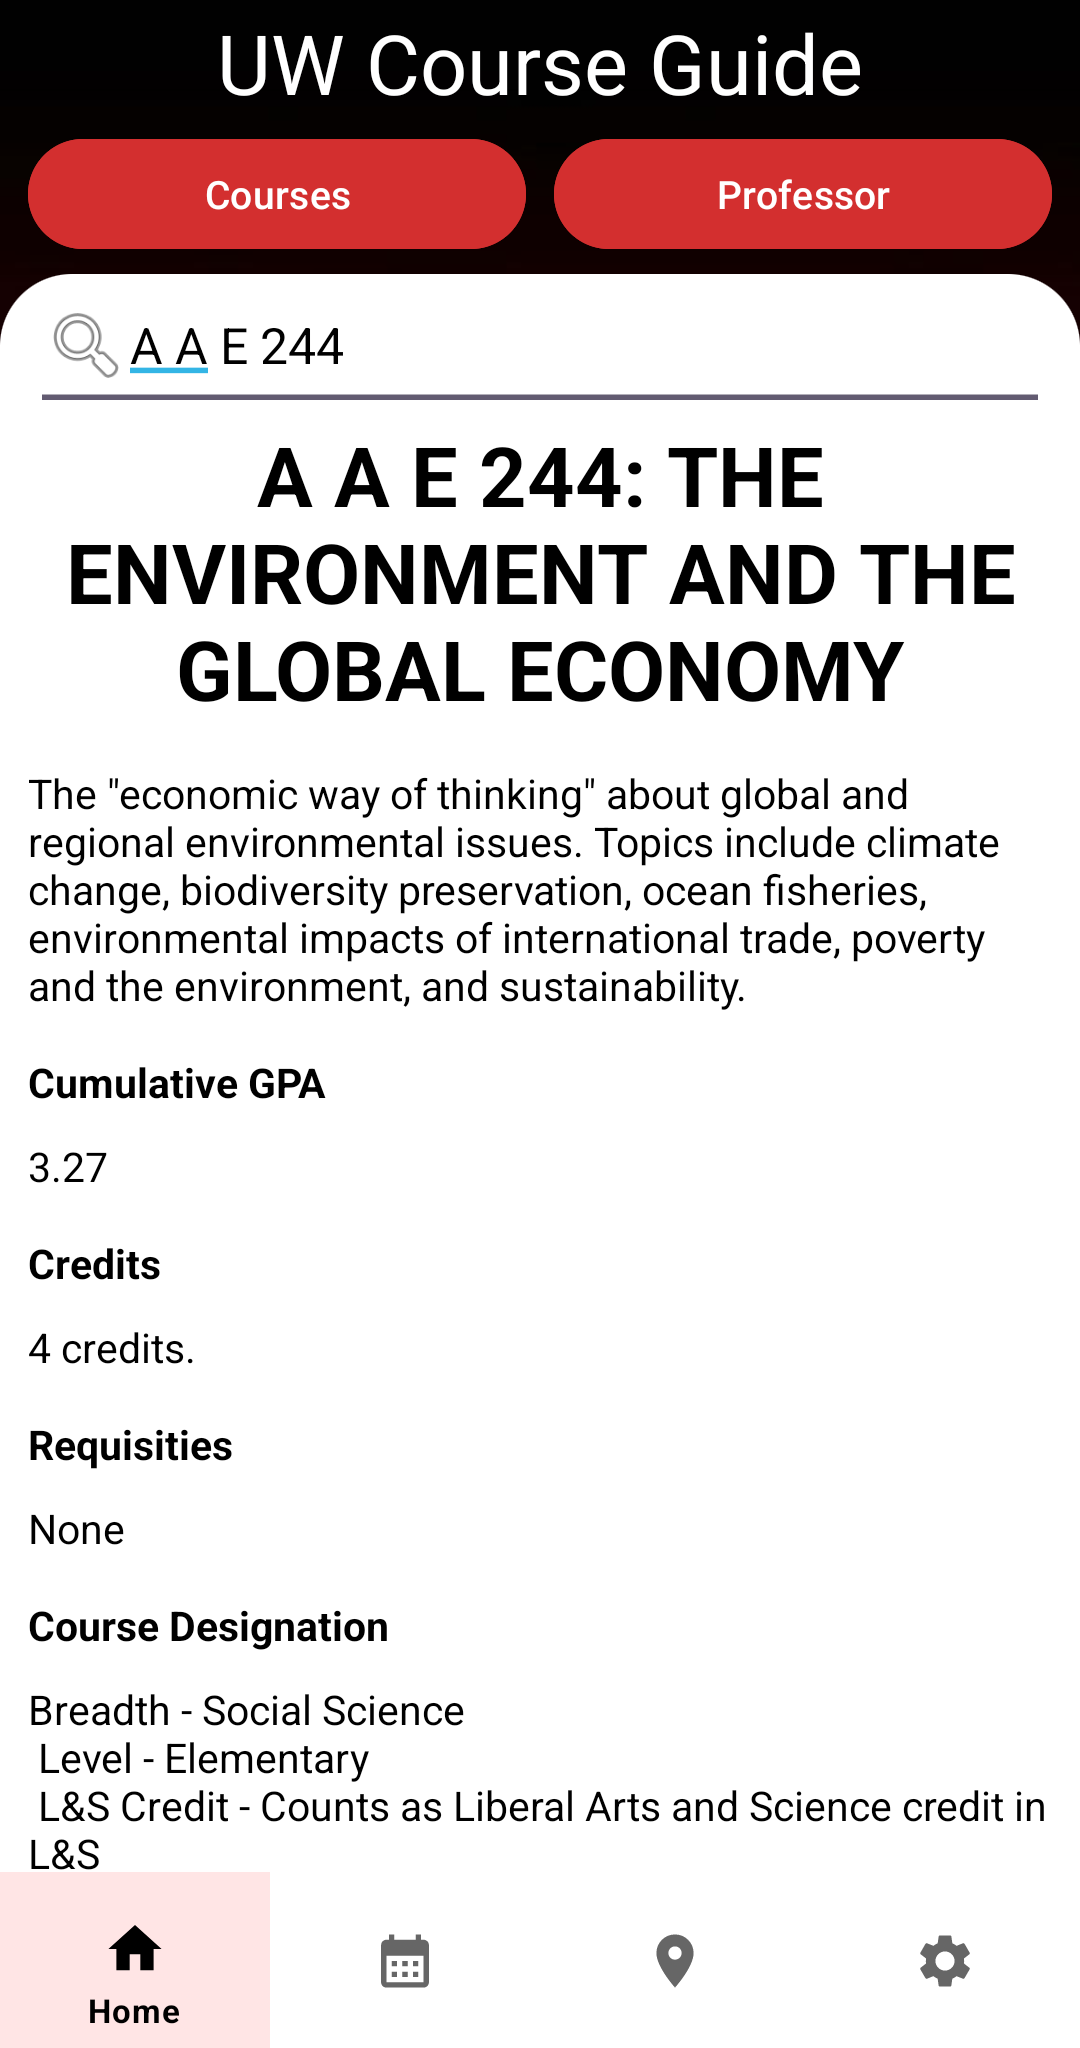 UW Course Guide
Courses
Professor
A A E 244
A A E 244: THE
ENVIRONMENT AND THE
GLOBAL ECONOMY
The "economic way of thinking" about global and
regional environmental issues. Topics include climate
change, biodiversity preservation, ocean fisheries,
environmental impacts of international trade, poverty
and the environment, and sustainability.
Cumulative GPA
3.27
Credits
4 credits.
Requisities
None
Course Designation
Breadth - Social Science
Level - Elementary
L&S Credit - Counts as Liberal Arts and Science credit in
L&S
Home